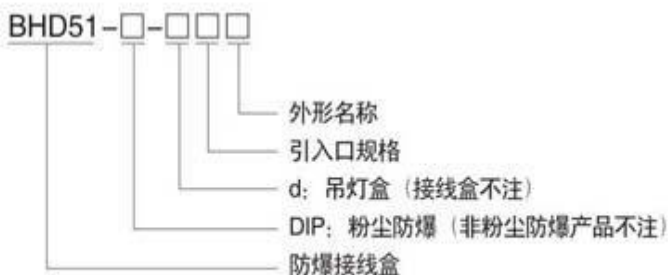 BHD51-□-□□□
外形名称
引入口规格
d：吊灯盒（接线盒不注）
DIP：粉尘防爆（非粉尘防爆产品不注）
防爆接线盒